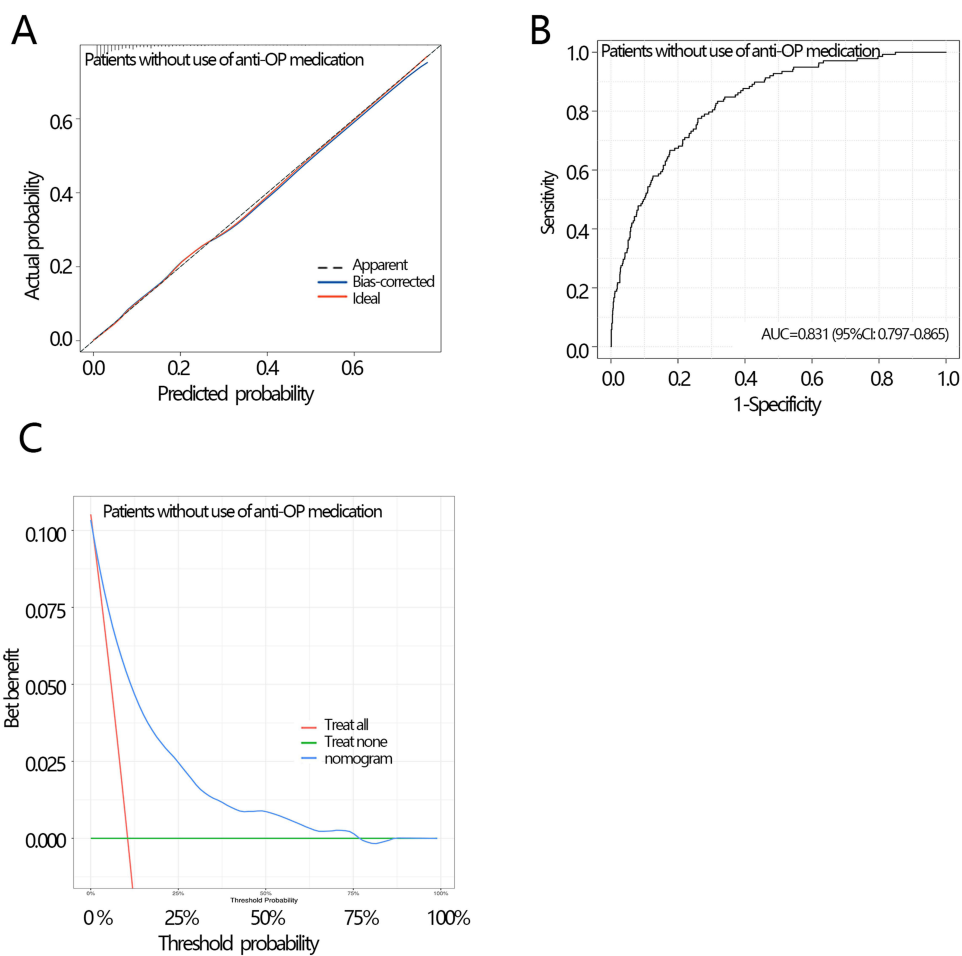 A
Patients without use of anti-OP medication
Actual probability
0.6
0.4
0.2
0.0
Apparent
Bias-corrected
Ideal
0.0 0.2 0.4 0.6
Predicted probability
B
Patients without use of anti-OP medication
Sensitivity
1.0
0.8
0.6
0.4
0.2
0.0
AUC=0.831 (95%CI: 0.797-0.865)
0.0 0.2 0.4 0.6 0.8 1.0
1-Specificity
C
Patients without use of anti-OP medication
Bet benefit
0.100
0.075
0.050
0.025
0.000
Treat all
Treat none
nomogram
0% 25% 50% 75% 100%
Threshold Probability
0 % 25% 50% 75% 100%
Threshold probability